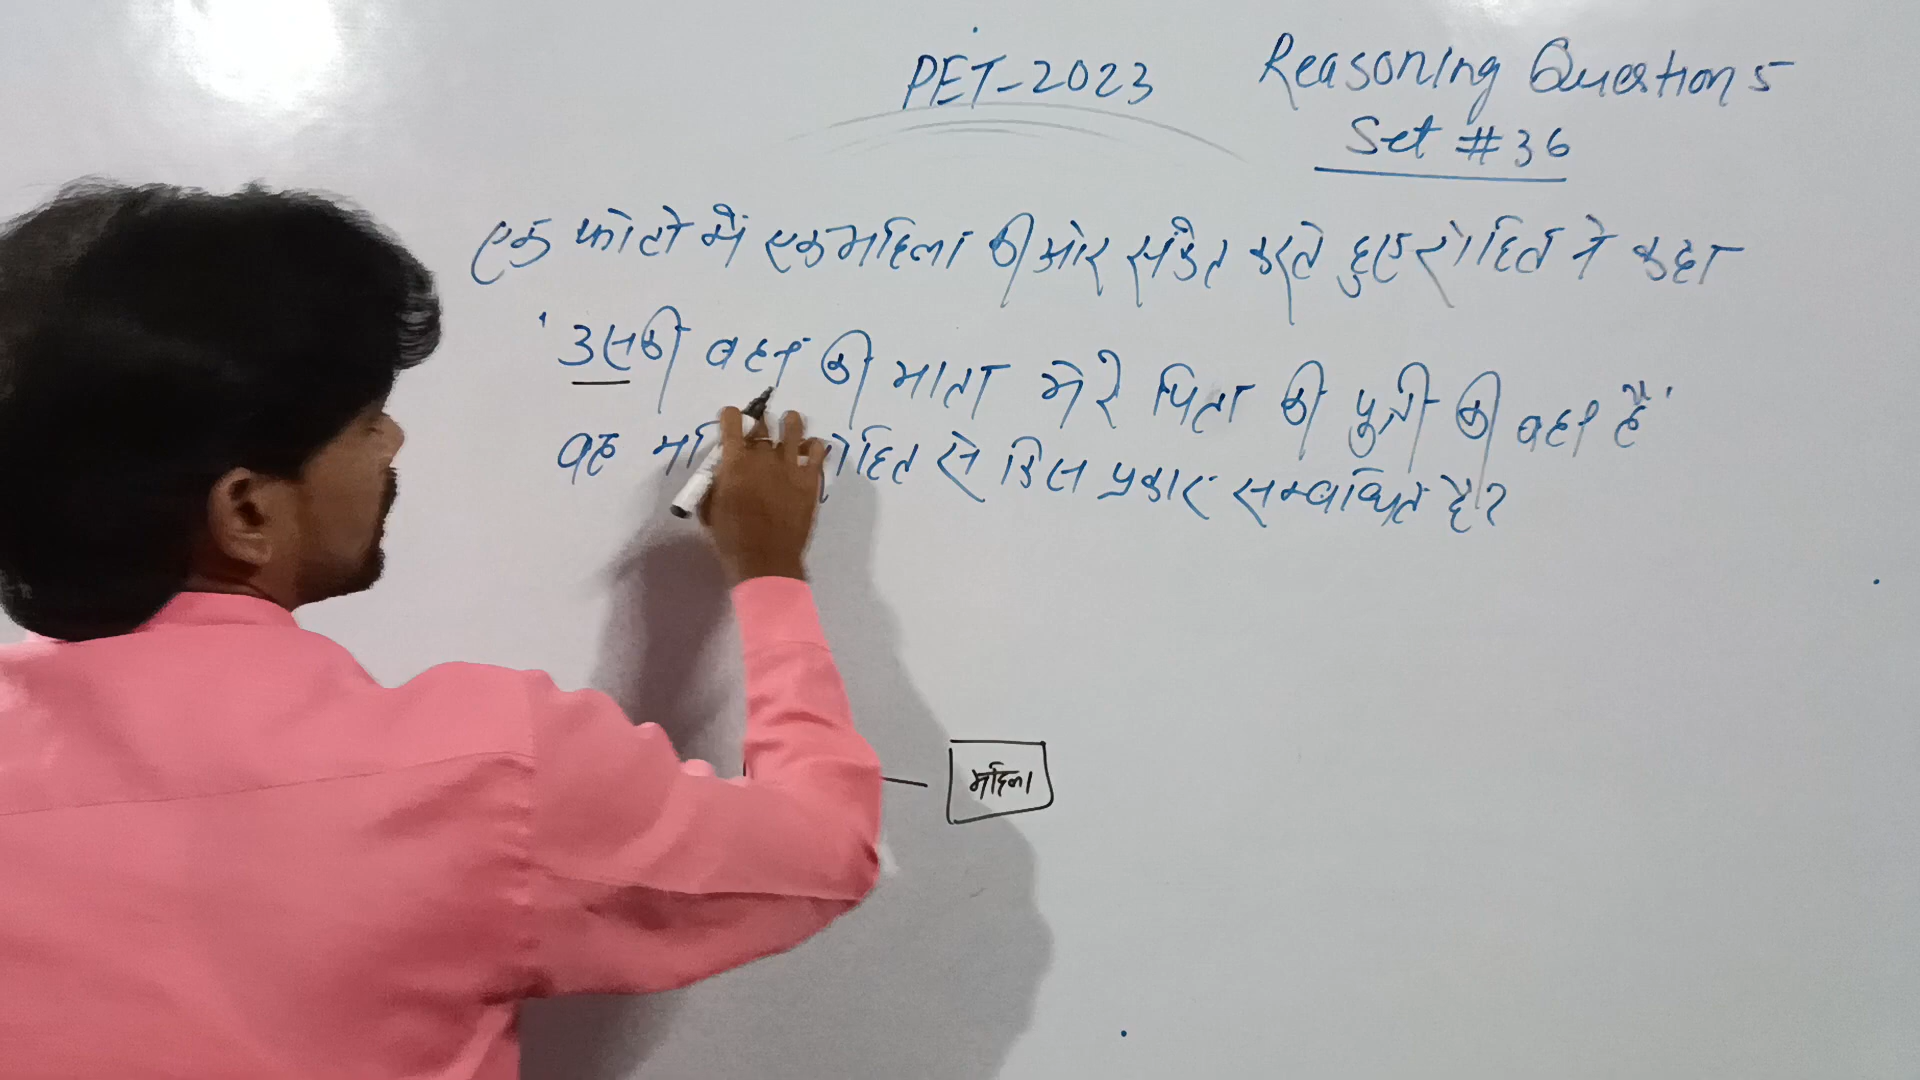 PET-2023 Reasoning Questions
Set #36
एक फोटो में एक महिला की ओर संकेत करते हुए रोहित ने कहा
'उसकी बहन की माता मेरे पिता की पुत्री की बहन हैं'
वह रोहित से किस प्रकार सम्बन्धित है?
महिला